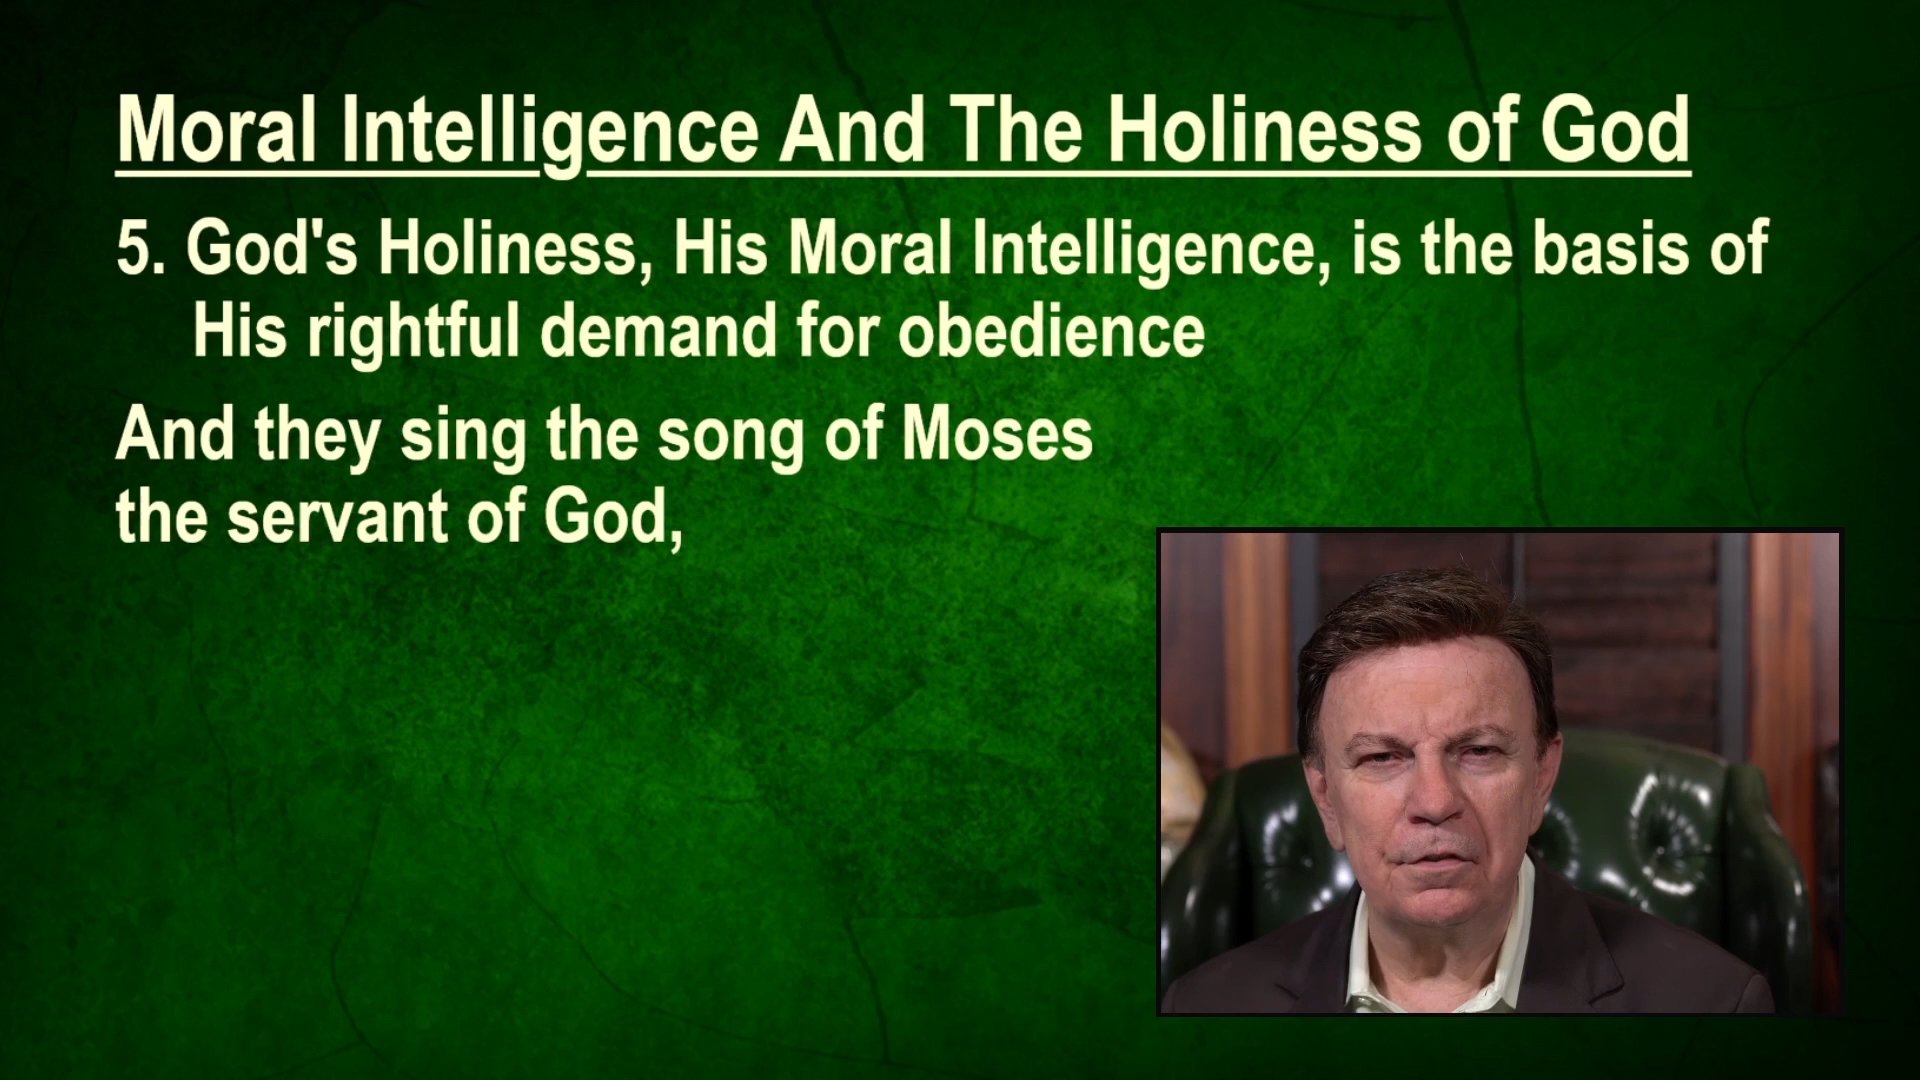 Moral Intelligence And The Holiness of God
5. God's Holiness, His Moral Intelligence, is the basis of
His rightful demand for obedience
And they sing the song of Moses
the servant of God,